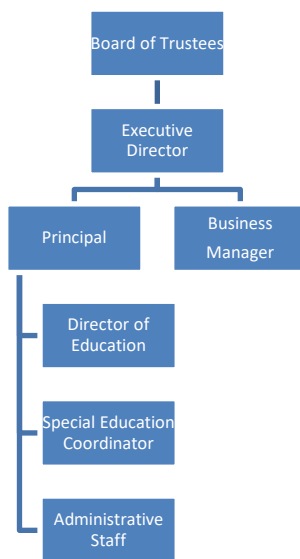 Board of Trustees
Executive
Director
Principal
Business
Manager
Director of
Education
Special Education
Coordinator
Administrative
Staff